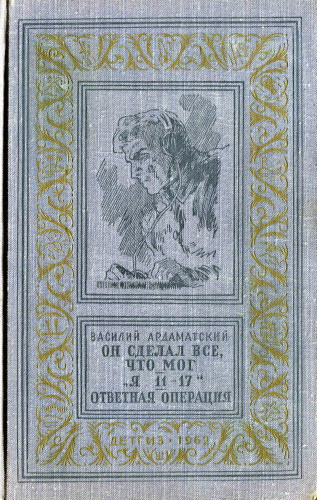 ВАСИЛИЙ АРДАМАТСКИЙ
ОН СДЕЛАЛ ВСЕ,
ЧТО МОГ
„Я 11-17“
ОТВЕТНАЯ ОПЕРАЦИЯ
ДЕТГИЗ·1962